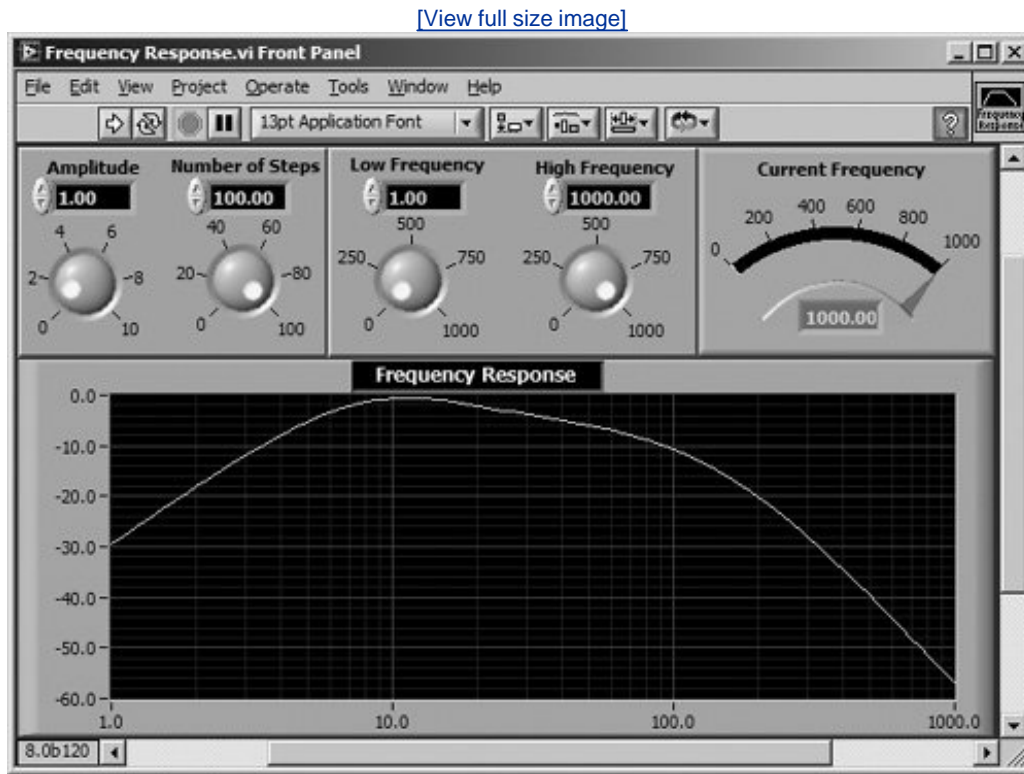 [View full size image]
Frequency Response.vi Front Panel
File Edit View Project Operate Tools Window Help
13pt Application Font
?
Frequency
Response
Amplitude
1.00
0 2 4 6 8 10
Number of Steps
100.00
0 20 40 60 80 100
Low Frequency
1.00
0 250 500 750 1000
High Frequency
1000.00
0 250 500 750 1000
Current Frequency
0 200 400 600 800 1000
1000.00
Frequency Response
0.0
-10.0
-20.0
-30.0
-40.0
-50.0
-60.0
1.0 10.0 100.0 1000.0
8.0b120